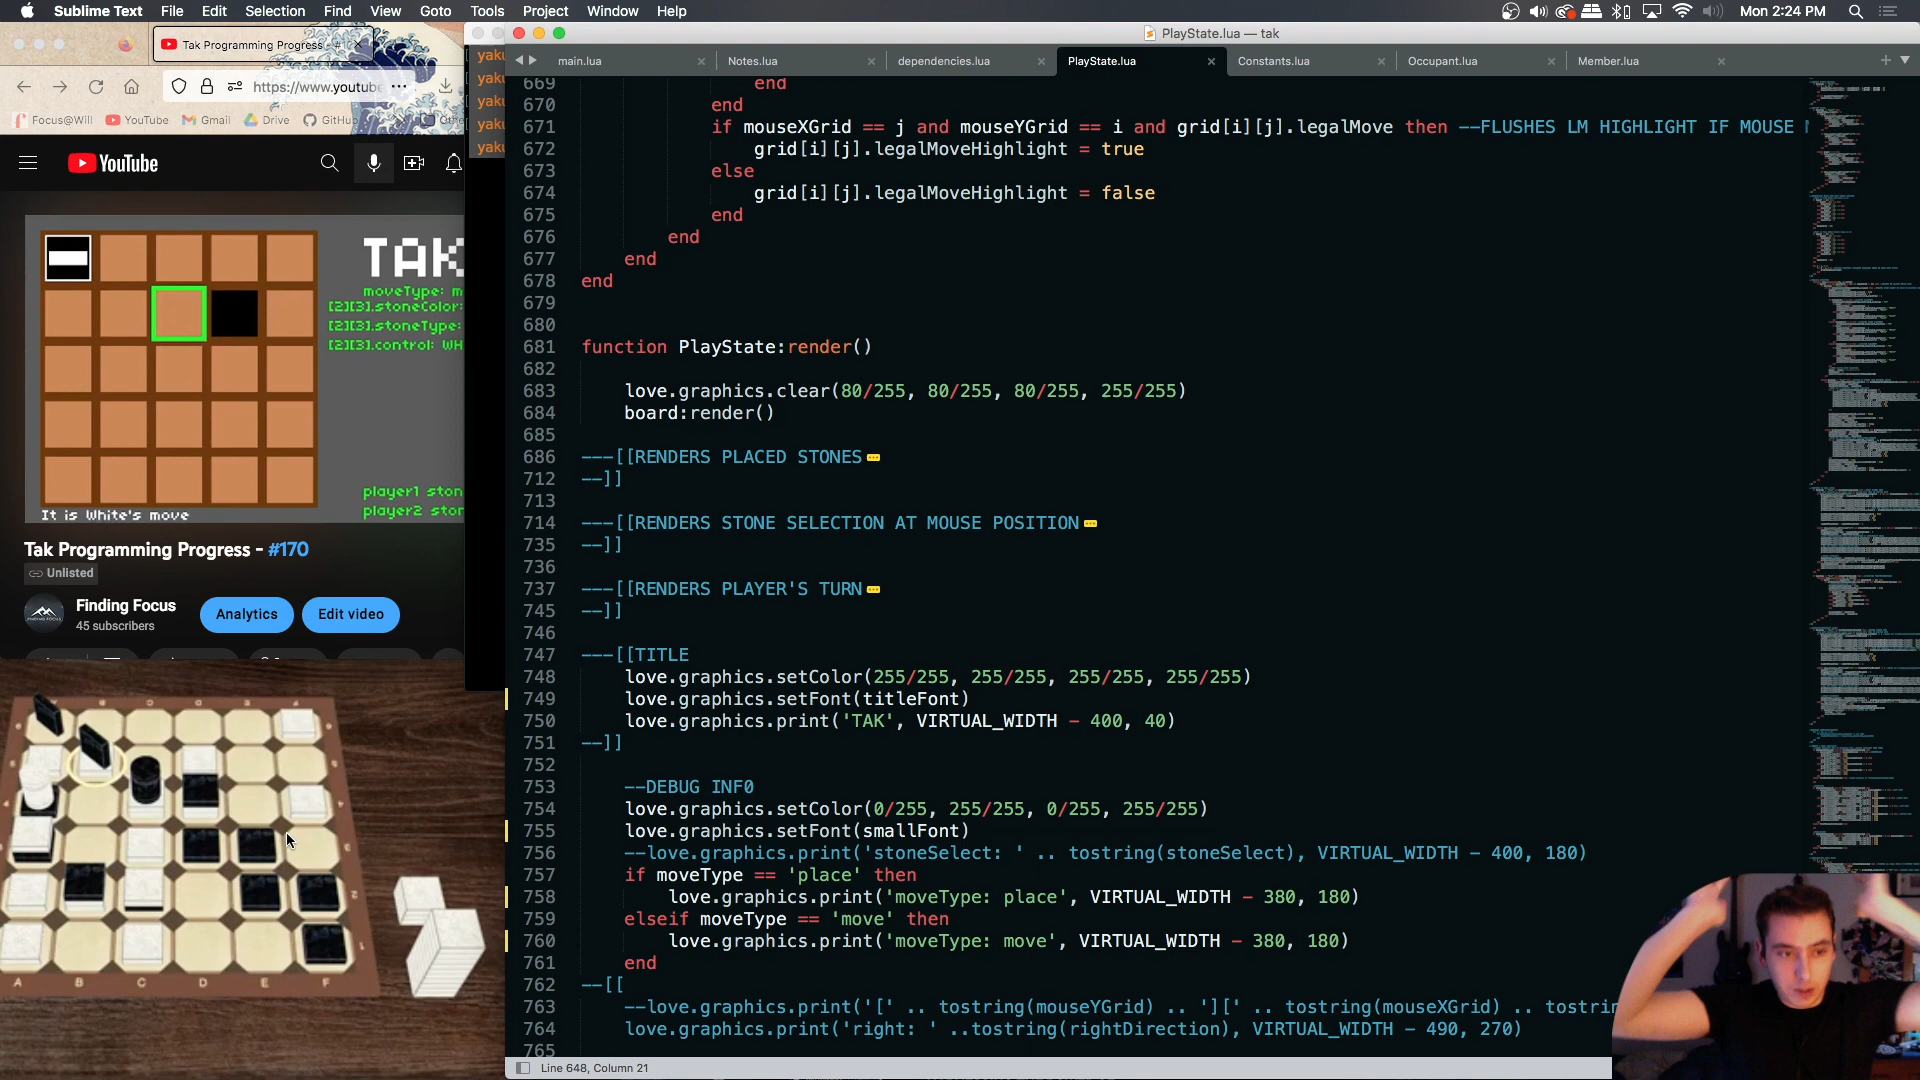 Sublime Text File Edit Selection Find View Goto Tools Project Window Help
Mon 2:24 PM
Tak Programming Progress - #
https://www.youtube
Focus@Will YouTube Gmail Drive GitHub
YouTube
TAK
moveType: m
[2][3].stoneColor:
[2][3].stoneType:
[2][3].control: WH
player1 ston
player2 ston
It is White's move
Tak Programming Progress - #170
Unlisted
Finding Focus
45 subscribers
Analytics
Edit video
yaku
yaku
yaku
yaku
yaku
PlayState.lua — tak
main.lua Notes.lua dependencies.lua PlayState.lua Constants.lua Occupant.lua Member.lua
669 end
670 end
671 if mouseXGrid == j and mouseYGrid == i and grid[i][j].legalMove then --FLUSHES LM HIGHLIGHT IF MOUSE
672 grid[i][j].legalMoveHighlight = true
673 else
674 grid[i][j].legalMoveHighlight = false
675 end
676 end
677 end
678 end
679
680
681 function PlayState:render()
682
683 love.graphics.clear(80/255, 80/255, 80/255, 255/255)
684 board:render()
685
686 ---[[RENDERS PLACED STONES
712 --]]
713
714 ---[[RENDERS STONE SELECTION AT MOUSE POSITION
735 --]]
736
737 ---[[RENDERS PLAYER'S TURN
745 --]]
746
747 ---[[TITLE
748 love.graphics.setColor(255/255, 255/255, 255/255, 255/255)
749 love.graphics.setFont(titleFont)
750 love.graphics.print('TAK', VIRTUAL_WIDTH - 400, 40)
751 --]]
752
753 --DEBUG INF0
754 love.graphics.setColor(0/255, 255/255, 0/255, 255/255)
755 love.graphics.setFont(smallFont)
756 --love.graphics.print('stoneSelect: ' .. tostring(stoneSelect), VIRTUAL_WIDTH - 400, 180)
757 if moveType == 'place' then
758 love.graphics.print('moveType: place', VIRTUAL_WIDTH - 380, 180)
759 elseif moveType == 'move' then
760 love.graphics.print('moveType: move', VIRTUAL_WIDTH - 380, 180)
761 end
762 --[[
763 --love.graphics.print('[' .. tostring(mouseYGrid) .. '][' .. tostring(mouseXGrid) .. tostrin
764 love.graphics.print('right: ' ..tostring(rightDirection), VIRTUAL_WIDTH - 490, 270)
765
A B C D E F
Line 648, Column 21